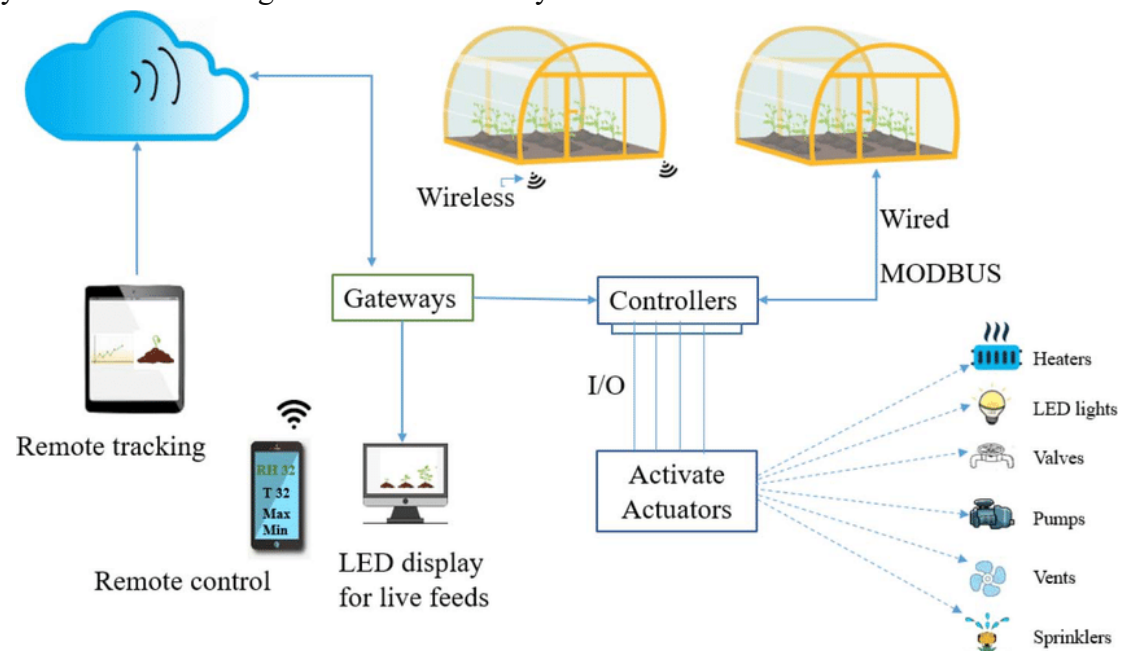 Wireless
Wired
MODBUS
Gateways
Controllers
I/O
Remote tracking
RH 32
T 32
Max
Min
Remote control
LED display
for live feeds
Activate
Actuators
Heaters
LED lights
Valves
Pumps
Vents
Sprinklers